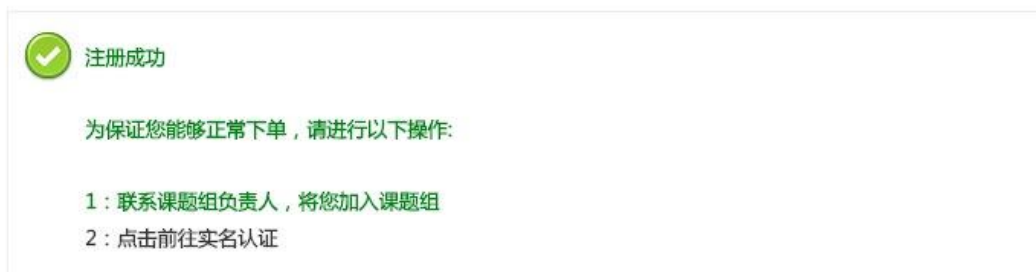 注册成功
为保证您能够正常下单，请进行以下操作:
1：联系课题组负责人，将您加入课题组
2：点击前往实名认证